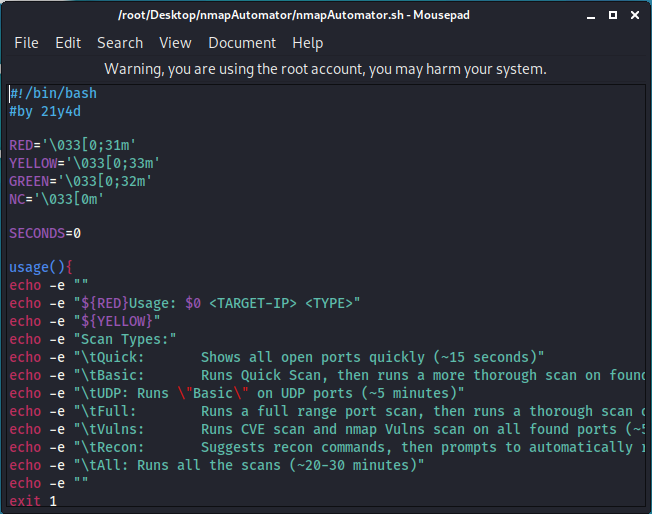 /root/Desktop/nmapAutomator/nmapAutomator.sh - Mousepad
File Edit Search View Document Help
Warning, you are using the root account, you may harm your system.
#!/bin/bash
#by 21y4d
RED='\033[0;31m'
YELLOW='\033[0;33m'
GREEN='\033[0;32m'
NC='\033[0m'
SECONDS=0
usage(){
echo -e ""
echo -e "${RED}Usage: $0 <TARGET-IP> <TYPE>"
echo -e "${YELLOW}"
echo -e "Scan Types:"
echo -e "\tQuick:	Shows all open ports quickly (~15 seconds)"
echo -e "\tBasic:	Runs Quick Scan, then runs a more thorough scan on found
echo -e "\tUDP: Runs \"Basic\" on UDP ports (~5 minutes)"
echo -e "\tFull:	Runs a full range port scan, then runs a thorough scan
echo -e "\tVulns:	Runs CVE scan and nmap Vulns scan on all found ports (~5
echo -e "\tRecon:	Suggests recon commands, then prompts to automatically
echo -e "\tAll: Runs all the scans (~20-30 minutes)"
echo -e ""
exit 1